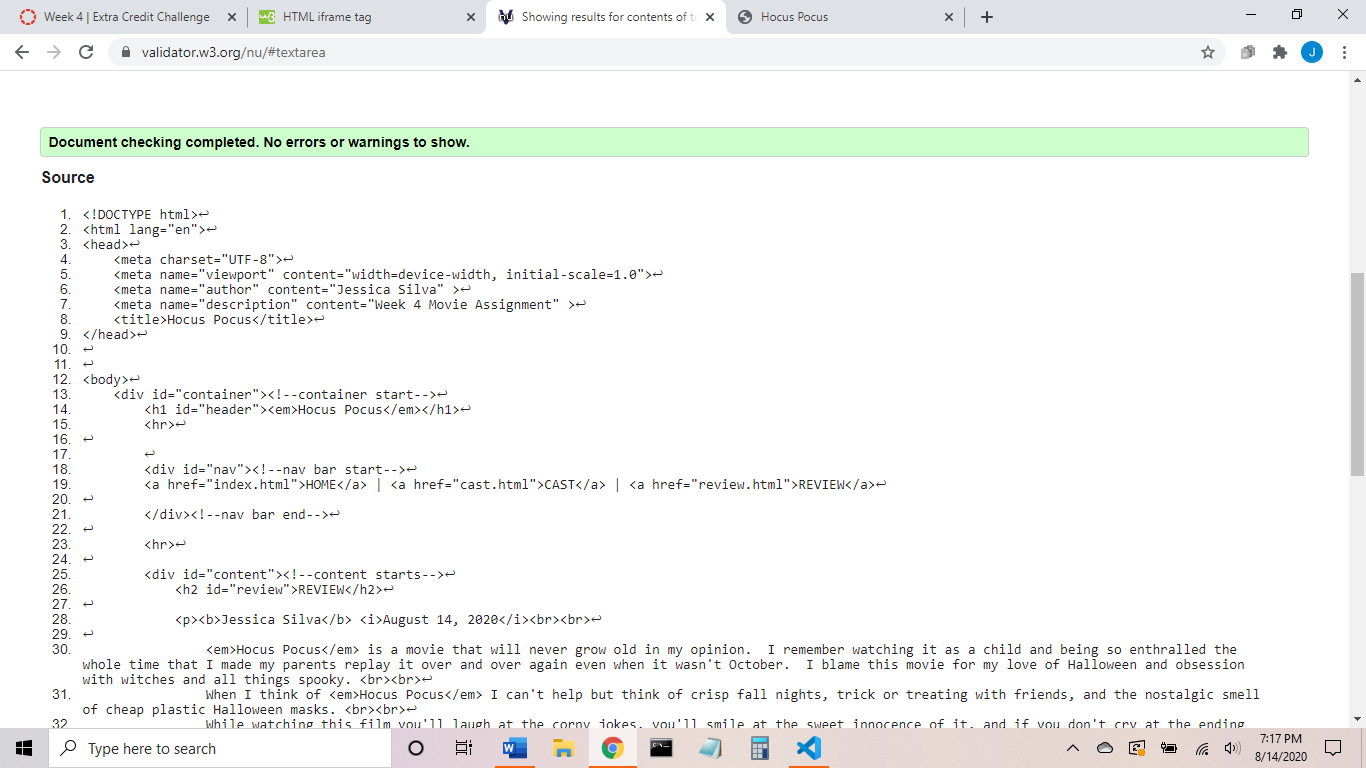 Week 4 | Extra Credit Challenge
HTML iframe tag
Showing results for contents of te
Hocus Pocus
validator.w3.org/nu/#textarea
J
Document checking completed. No errors or warnings to show.
Source
1. <!DOCTYPE html>↩
2. <html lang="en">↩
3. <head>↩
4. <meta charset="UTF-8">↩
5. <meta name="viewport" content="width=device-width, initial-scale=1.0">↩
6. <meta name="author" content="Jessica Silva" >↩
7. <meta name="description" content="Week 4 Movie Assignment" >↩
8. <title>Hocus Pocus</title>↩
9. </head>↩
10. ↩
11. ↩
12. <body>↩
13. <div id="container"><!--container start-->↩
14. <h1 id="header"><em>Hocus Pocus</em></h1>↩
15. <hr>↩
16. ↩
17. ↩
18. <div id="nav"><!--nav bar start-->↩
19. <a href="index.html">HOME</a> | <a href="cast.html">CAST</a> | <a href="review.html">REVIEW</a>↩
20. ↩
21. </div><!--nav bar end-->↩
22. ↩
23. <hr>↩
24. ↩
25. <div id="content"><!--content starts-->↩
26. <h2 id="review">REVIEW</h2>↩
27. ↩
28. <p><b>Jessica Silva</b> <i>August 14, 2020</i><br><br>↩
29. ↩
30. <em>Hocus Pocus</em> is a movie that will never grow old in my opinion.  I remember watching it as a child and being so enthralled the
whole time that I made my parents replay it over and over again even when it wasn't October.  I blame this movie for my love of Halloween and obsession
with witches and all things spooky. <br><br>↩
31. When I think of <em>Hocus Pocus</em> I can't help but think of crisp fall nights, trick or treating with friends, and the nostalgic smell
of cheap plastic Halloween masks. <br><br>↩
32. While watching this film you'll laugh at the corny jokes, you'll smile at the sweet innocence of it, and if you don't cry at the ending
Type here to search
7:17 PM
8/14/2020